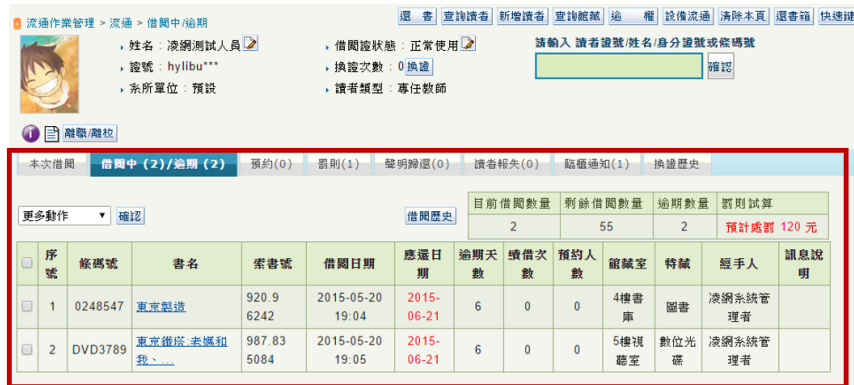 流通作業管理 > 流通 > 借閱中/逾期
還 書 查詢讀者 新增讀者 查詢館藏 逾 權 設備流通 清除本頁 還書箱 快速鍵
姓名：凌網測試人員 借閱證狀態：正常使用 請輸入 讀者證號/姓名/身分證號或條碼號
證號：hylibu*** 換證次數：0 換證 確認
系所單位：預設 讀者類型：專任教師
離職/離校
本次借閱 借閱中 (2)/逾期 (2) 預約(0) 罰則(1) 聲明歸還(0) 讀者報失(0) 臨櫃通知(1) 換證歷史
更多動作 確認 借閱歷史
目前借閱數量 剩餘借閱數量 逾期數量 罰則試算
2 55 2 預計處罰 120 元
序號 條碼號 書名 索書號 借閱日期 應還日期 逾期天數 續借次數 預約人數 館藏室 特藏 經手人 訊息說明
1 0248547 東京製造 920.9 6242 2015-05-20 19:04 2015-06-21 6 0 0 4樓書庫 圖書 凌網系統管理者
2 DVD3789 東京鐵塔:老媽和我、... 987.83 5084 2015-05-20 19:05 2015-06-21 6 0 0 5樓視聽室 數位光碟 凌網系統管理者